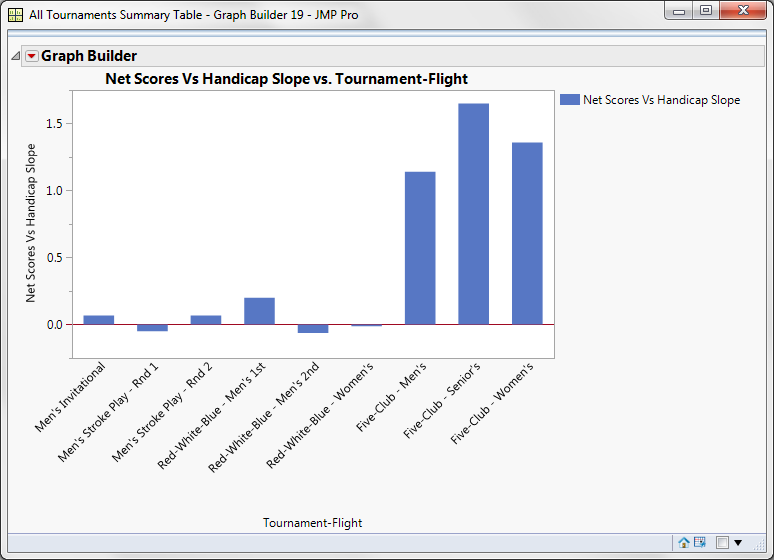 All Tournaments Summary Table - Graph Builder 19 - JMP Pro
Graph Builder
Net Scores Vs Handicap Slope vs. Tournament-Flight
Net Scores Vs Handicap Slope
Net Scores Vs Handicap Slope
1.5
1.0
0.5
0.0
Men's Invitational
Men's Stroke Play - Rnd 1
Men's Stroke Play - Rnd 2
Red-White-Blue - Men's 1st
Red-White-Blue - Men's 2nd
Red-White-Blue - Women's
Five-Club - Men's
Five-Club - Senior's
Five-Club - Women's
Tournament-Flight